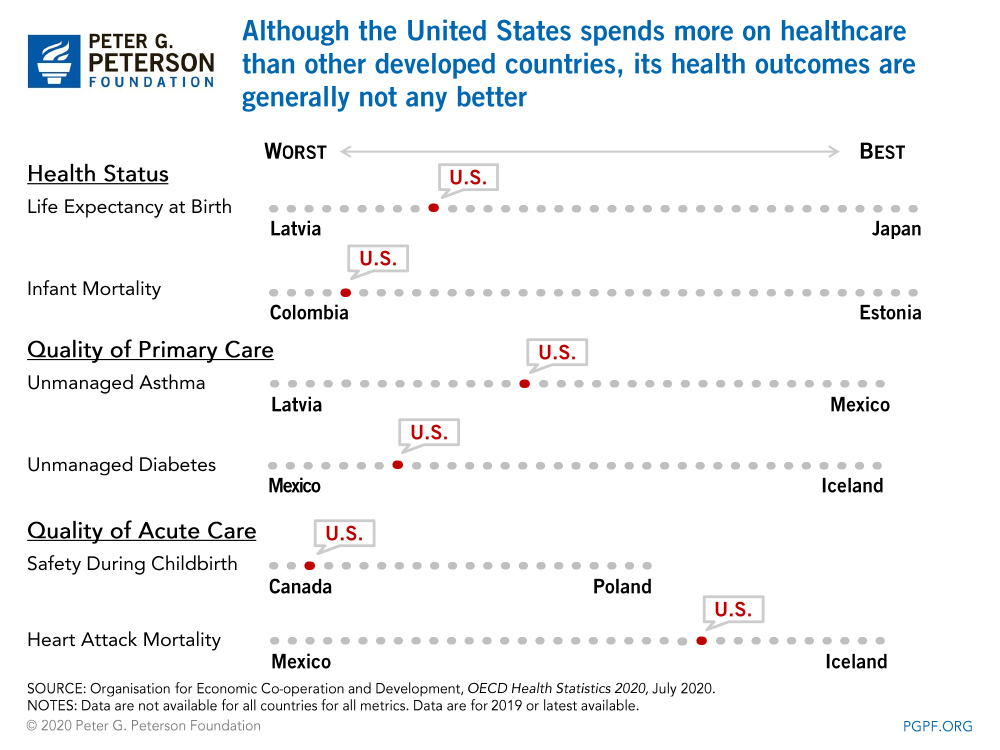 PETER G.
PETERSON
FOUNDATION
Although the United States spends more on healthcare
than other developed countries, its health outcomes are
generally not any better
WORST
BEST
Health Status
U.S.
Life Expectancy at Birth
Latvia
Japan
U.S.
Infant Mortality
Colombia
Estonia
Quality of Primary Care
U.S.
Unmanaged Asthma
Latvia
Mexico
U.S.
Unmanaged Diabetes
Mexico
Iceland
Quality of Acute Care
U.S.
Safety During Childbirth
Canada
Poland
U.S.
Heart Attack Mortality
Mexico
Iceland
SOURCE: Organisation for Economic Co-operation and Development, OECD Health Statistics 2020, July 2020.
NOTES: Data are not available for all countries for all metrics. Data are for 2019 or latest available.
© 2020 Peter G. Peterson Foundation
PGPF.ORG